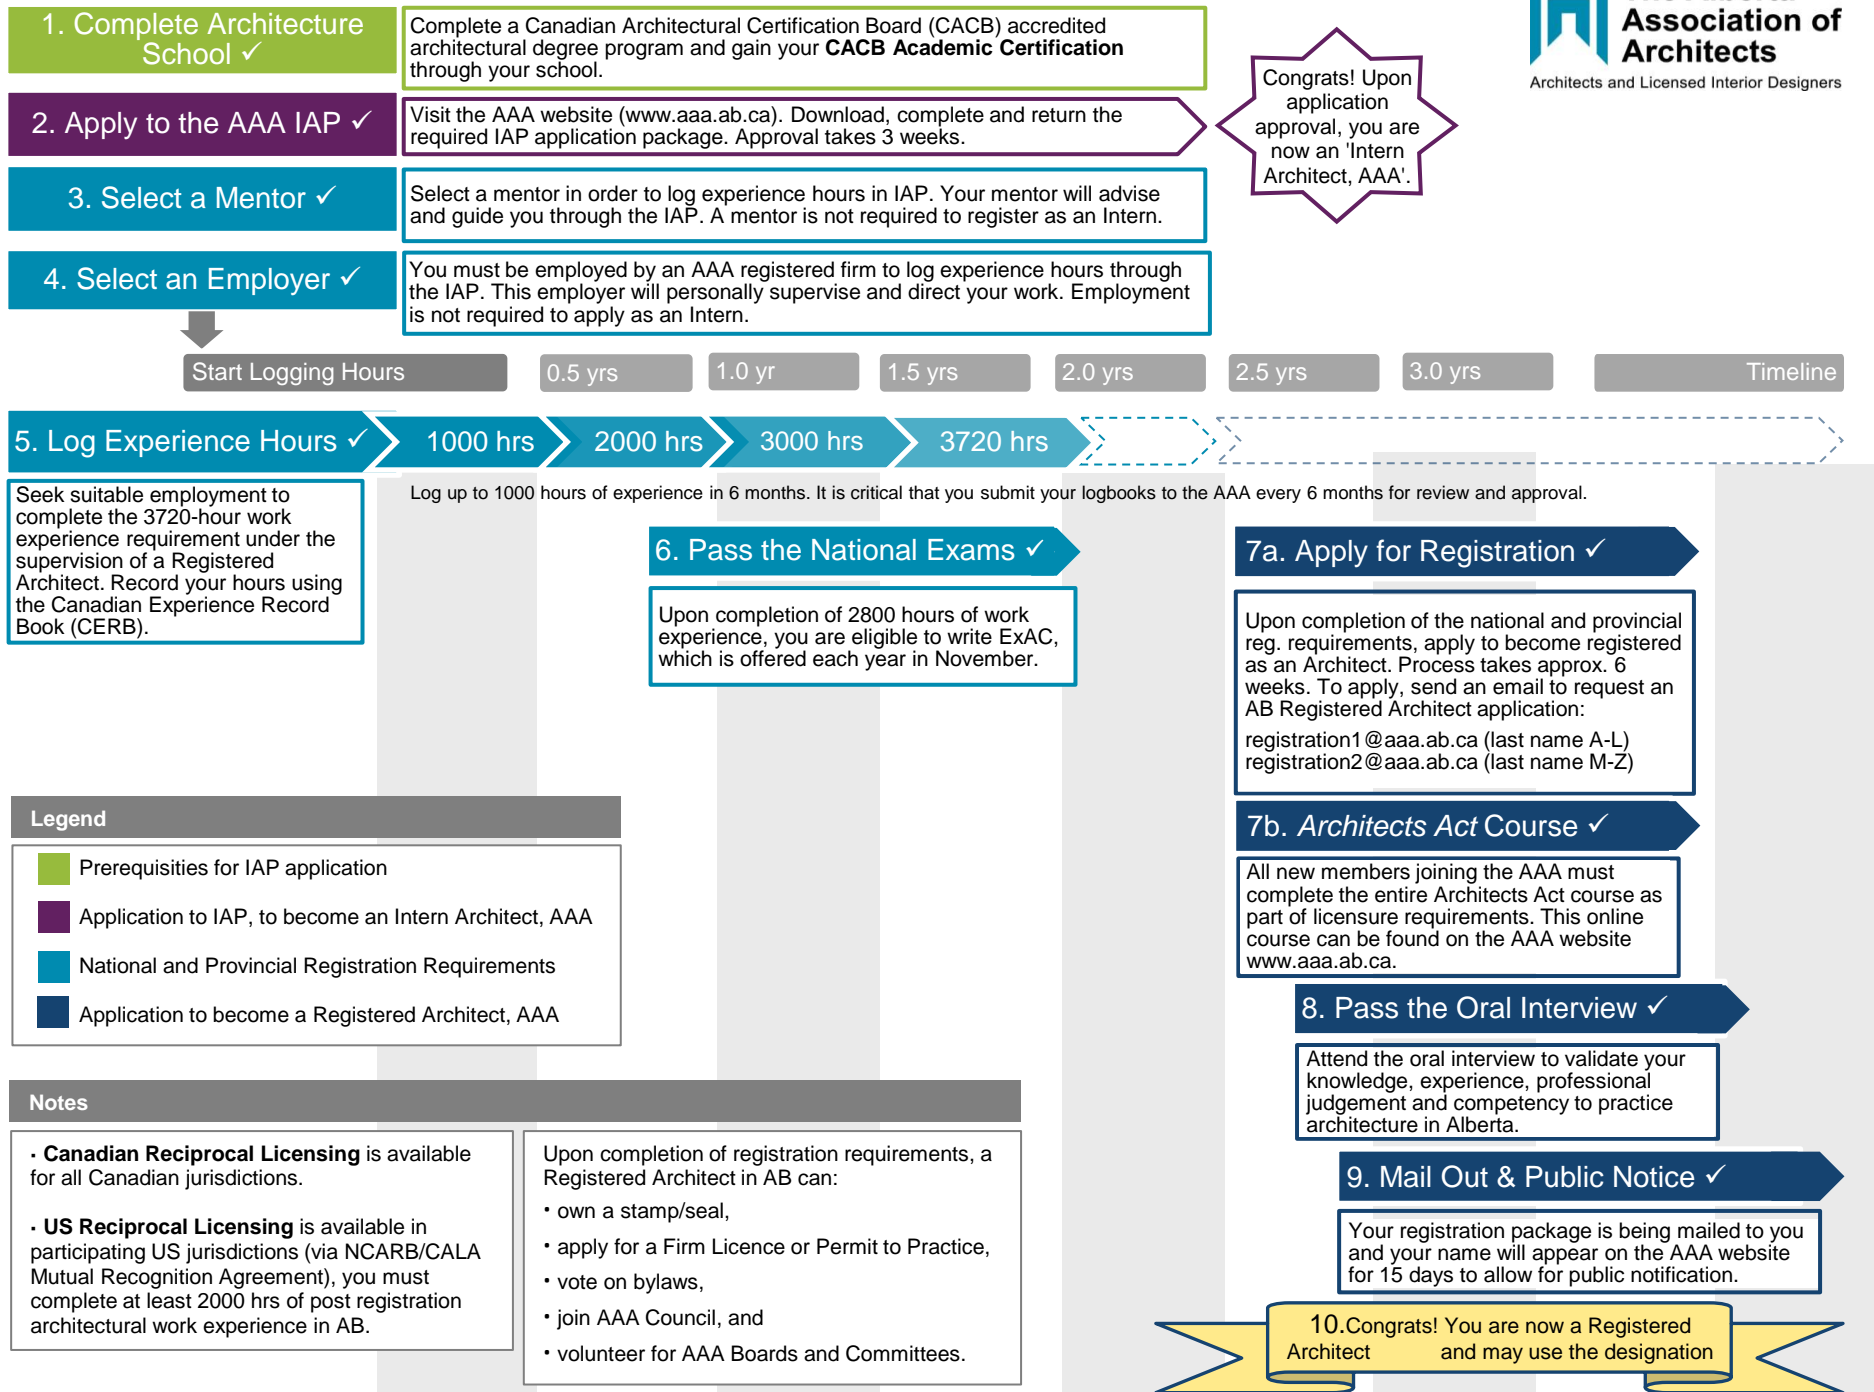 1. Complete Architecture
School ✓
Complete a Canadian Architectural Certification Board (CACB) accredited
architectural degree program and gain your CACB Academic Certification
through your school.
Association of
Architects
Architects and Licensed Interior Designers
Congrats! Upon
application
approval, you are
now an 'Intern
Architect, AAA'.
2. Apply to the AAA IAP ✓
Visit the AAA website (www.aaa.ab.ca). Download, complete and return the
required IAP application package. Approval takes 3 weeks.
3. Select a Mentor ✓
Select a mentor in order to log experience hours in IAP. Your mentor will advise
and guide you through the IAP. A mentor is not required to register as an Intern.
4. Select an Employer ✓
You must be employed by an AAA registered firm to log experience hours through
the IAP. This employer will personally supervise and direct your work. Employment
is not required to apply as an Intern.
Start Logging Hours
0.5 yrs
1.0 yr
1.5 yrs
2.0 yrs
2.5 yrs
3.0 yrs
Timeline
5. Log Experience Hours ✓
1000 hrs
2000 hrs
3000 hrs
3720 hrs
Seek suitable employment to
complete the 3720-hour work
experience requirement under the
supervision of a Registered
Architect. Record your hours using
the Canadian Experience Record
Book (CERB).
Log up to 1000 hours of experience in 6 months. It is critical that you submit your logbooks to the AAA every 6 months for review and approval.
6. Pass the National Exams ✓
Upon completion of 2800 hours of work
experience, you are eligible to write ExAC,
which is offered each year in November.
7a. Apply for Registration ✓
Upon completion of the national and provincial
reg. requirements, apply to become registered
as an Architect. Process takes approx. 6
weeks. To apply, send an email to request an
AB Registered Architect application:
registration1@aaa.ab.ca (last name A-L)
registration2@aaa.ab.ca (last name M-Z)
7b. Architects Act Course ✓
All new members joining the AAA must
complete the entire Architects Act course as
part of licensure requirements. This online
course can be found on the AAA website
www.aaa.ab.ca.
8. Pass the Oral Interview ✓
Attend the oral interview to validate your
knowledge, experience, professional
judgement and competency to practice
architecture in Alberta.
9. Mail Out & Public Notice ✓
Your registration package is being mailed to you
and your name will appear on the AAA website
for 15 days to allow for public notification.
10.Congrats! You are now a Registered
Architect and may use the designation
Legend
Prerequisities for IAP application
Application to IAP, to become an Intern Architect, AAA
National and Provincial Registration Requirements
Application to become a Registered Architect, AAA
Notes
· Canadian Reciprocal Licensing is available
for all Canadian jurisdictions.
· US Reciprocal Licensing is available in
participating US jurisdictions (via NCARB/CALA
Mutual Recognition Agreement), you must
complete at least 2000 hrs of post registration
architectural work experience in AB.
Upon completion of registration requirements, a
Registered Architect in AB can:
· own a stamp/seal,
· apply for a Firm Licence or Permit to Practice,
· vote on bylaws,
· join AAA Council, and
· volunteer for AAA Boards and Committees.